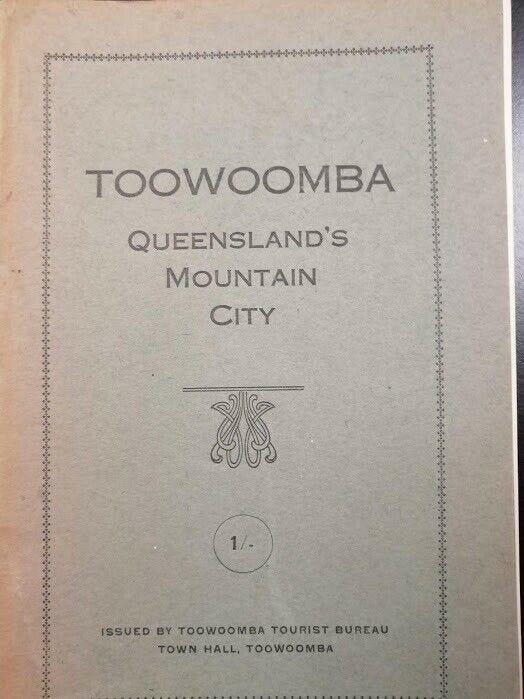 TOOWOOMBA
QUEENSLAND'S
MOUNTAIN
CITY
1/-
ISSUED BY TOOWOOMBA TOURIST BUREAU
TOWN HALL, TOOWOOMBA